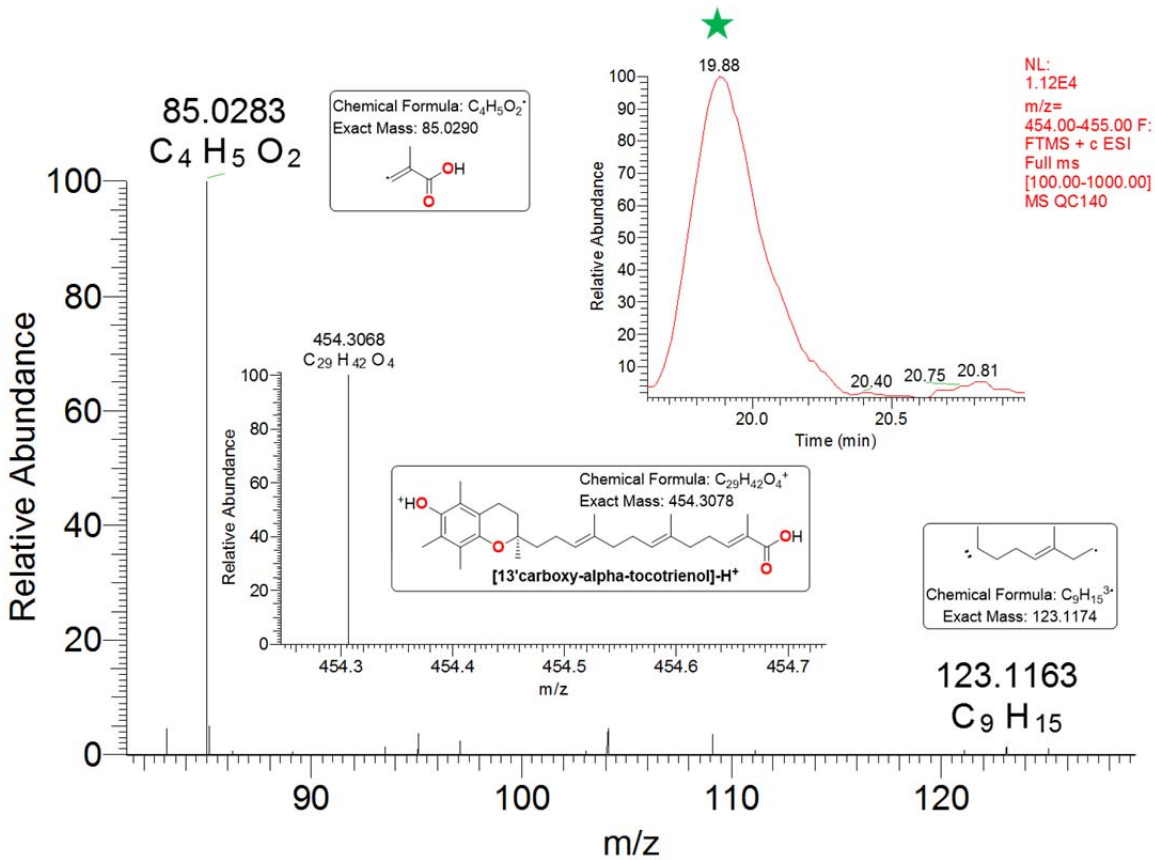 85.0283
C4 H5 O2
Chemical Formula: C4H5O2•
Exact Mass: 85.0290
OH
O
100
80
60
40
20
0
Relative Abundance
90
100
110
120
m/z
19.88
100
90
80
70
60
50
40
30
20
10
Relative Abundance
20.40
20.75
20.81
20.0
20.5
Time (min)
NL:
1.12E4
m/z=
454.00-455.00 F:
FTMS + c ESI
Full ms
[100.00-1000.00]
MS QC140
454.3068
C29 H42 O4
100
80
60
40
20
0
Relative Abundance
454.3
454.4
454.5
454.6
454.7
m/z
Chemical Formula: C29H42O4+
Exact Mass: 454.3078
+HO
O
OH
O
[13'carboxy-alpha-tocotrienol]-H+
Chemical Formula: C9H153•
Exact Mass: 123.1174
123.1163
C9 H15